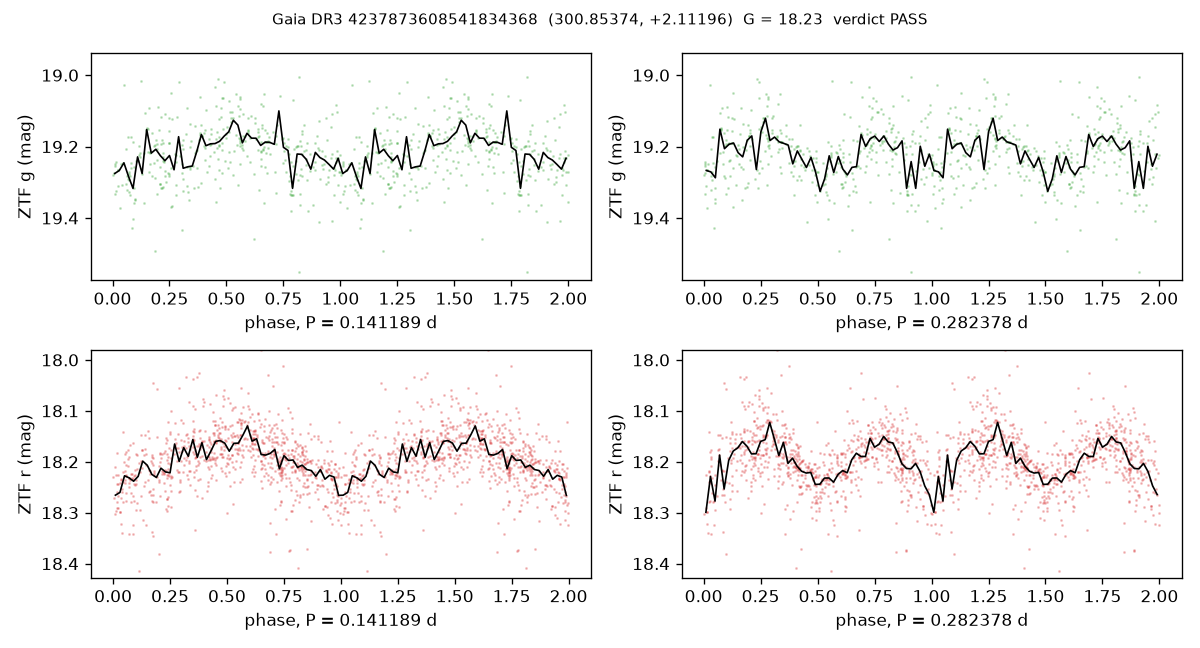 Gaia DR3 4237873608541834368 (300.85374, +2.11196) G = 18.23 verdict PASS
ZTF g (mag)
19.0
19.2
19.4
0.00 0.25 0.50 0.75 1.00 1.25 1.50 1.75 2.00
phase, P = 0.141189 d
ZTF g (mag)
19.0
19.2
19.4
0.00 0.25 0.50 0.75 1.00 1.25 1.50 1.75 2.00
phase, P = 0.282378 d
ZTF r (mag)
18.0
18.1
18.2
18.3
18.4
0.00 0.25 0.50 0.75 1.00 1.25 1.50 1.75 2.00
phase, P = 0.141189 d
ZTF r (mag)
18.0
18.1
18.2
18.3
18.4
0.00 0.25 0.50 0.75 1.00 1.25 1.50 1.75 2.00
phase, P = 0.282378 d